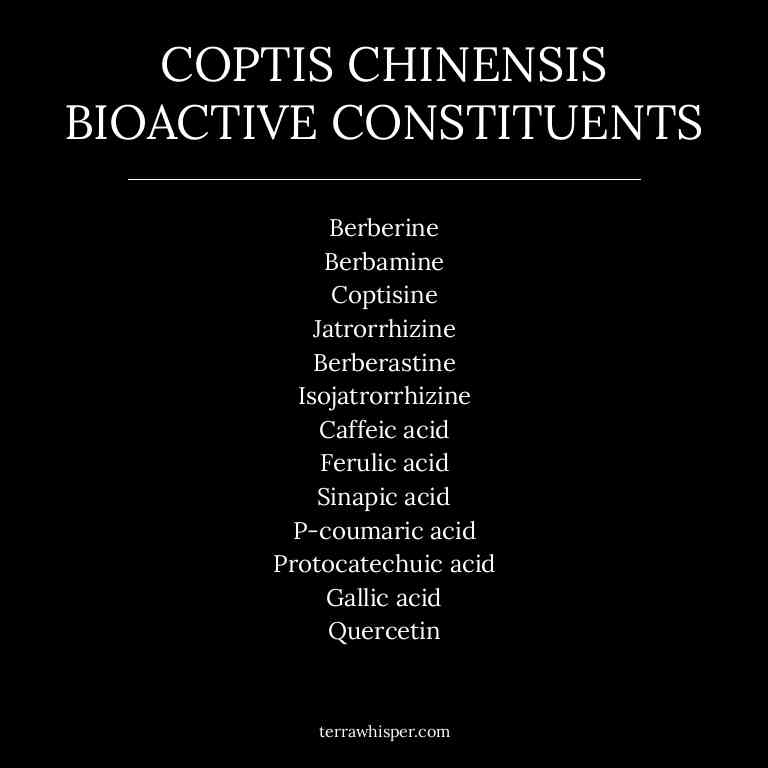 COPTIS CHINENSIS
BIOACTIVE CONSTITUENTS
Berberine
Berbamine
Coptisine
Jatrorrhizine
Berberastine
Isojatrorrhizine
Caffeic acid
Ferulic acid
Sinapic acid
P-coumaric acid
Protocatechuic acid
Gallic acid
Quercetin
terrawhisper.com